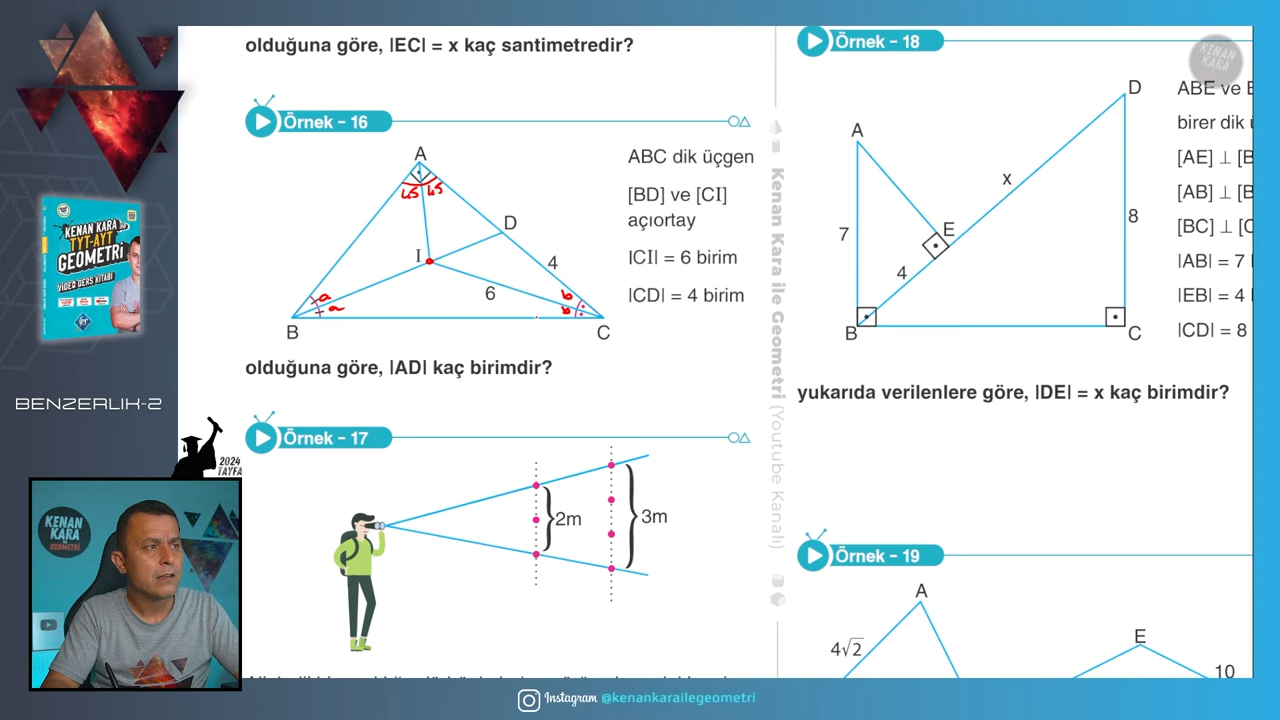 olduğuna göre, |EC| = x kaç santimetredir?
Örnek - 16
A
45 45
D
I
4
6
a
a
b
b
B
C
ABC dik üçgen
[BD] ve [CI]
açıortay
|CI| = 6 birim
|CD| = 4 birim
olduğuna göre, |AD| kaç birimdir?
Örnek - 17
2m
3m
Kenan Kara ile Geometri (Youtube Kanalı)
Örnek - 18
A
D
x
7
E
8
4
B
C
ABE ve
birer dik
[AE] ⊥ [B
[AB] ⊥ [B
[BC] ⊥ [C
|AB| = 7
|EB| = 4
|CD| = 8
yukarıda verilenlere göre, |DE| = x kaç birimdir?
Örnek - 19
A
4√2
E
10
KENAN KARA
TYT-AYT
GEOMETRİ
VİDEO DERS KİTABI
BENZERLIK-2
2024
TAYFA
KENAN
KARA
GEOMETRİ
KENAN
KARA
Instagram @kenankarailegeometri